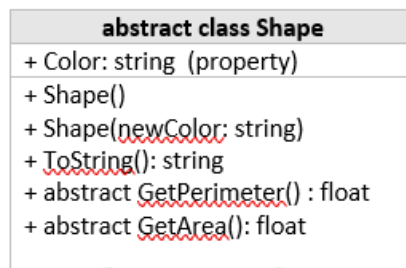 abstract class Shape
+ Color: string  (property)
+ Shape()
+ Shape(newColor: string)
+ ToString(): string
+ abstract GetPerimeter() : float
+ abstract GetArea(): float